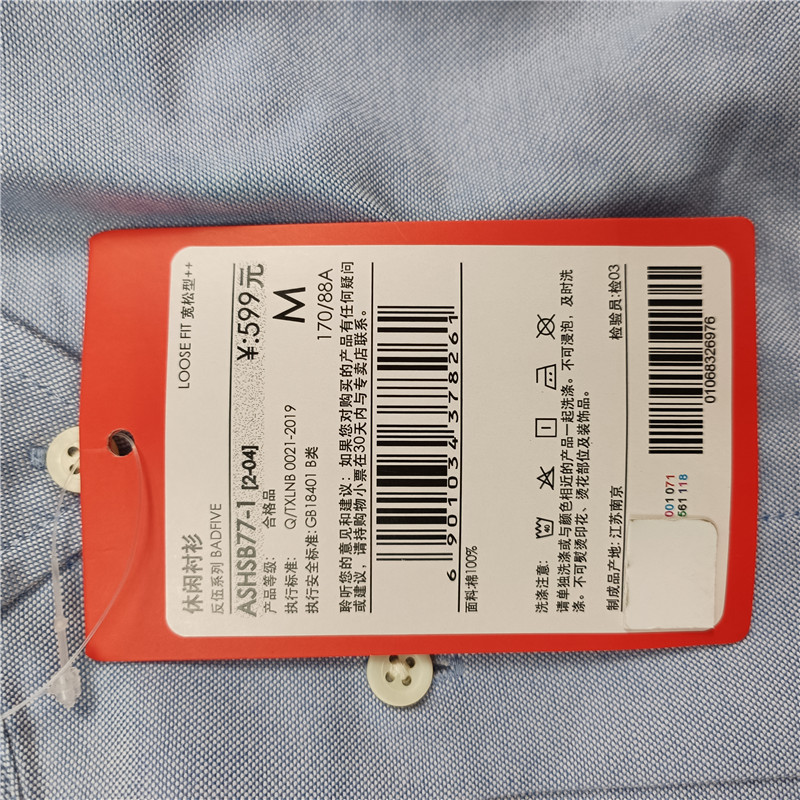 休闲衬衫
LOOSE FIT 宽松型++
反伍系列 BADFIVE
ASHSB77-1 [2-04]
¥:599元
产品等级: 合格品
M
执行标准: Q/TXLNB 0021-2019
执行安全标准:GB18401 B类
170/88A
聆听您的意见和建议：如果您对购买的产品有任何疑问
或建议，请持购物小票在30天内与专卖店联系。
6 901034 378261
面料:棉100%
洗涤注意:
请单独洗涤或与颜色相近的产品一起洗涤。不可浸泡，及时洗
涤。不可熨烫印花、烫花部位及装饰品。
制成品产地: 江苏南京
检验员:检03
001 071
561 118
01068326976